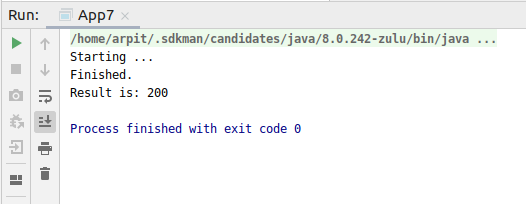 Run: App7
/home/arpit/.sdkman/candidates/java/8.0.242-zulu/bin/java ...
Starting ...
Finished.
Result is: 200
Process finished with exit code 0